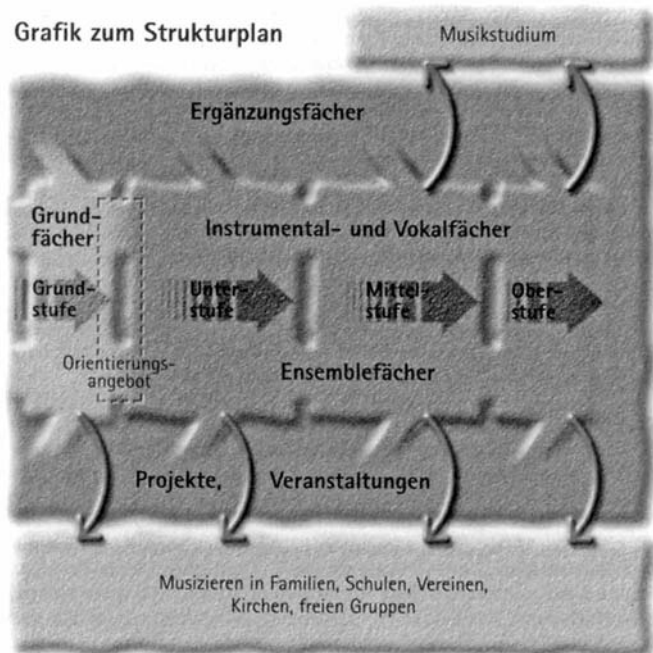 Grafik zum Strukturplan
Musikstudium
Ergänzungsfächer
Grund-
fächer
Instrumental- und Vokalfächer
Grund-
stufe
Unter-
stufe
Mittel-
stufe
Ober-
stufe
Orientierungs-
angebot
Ensemblefächer
Projekte, Veranstaltungen
Musizieren in Familien, Schulen, Vereinen,
Kirchen, freien Gruppen